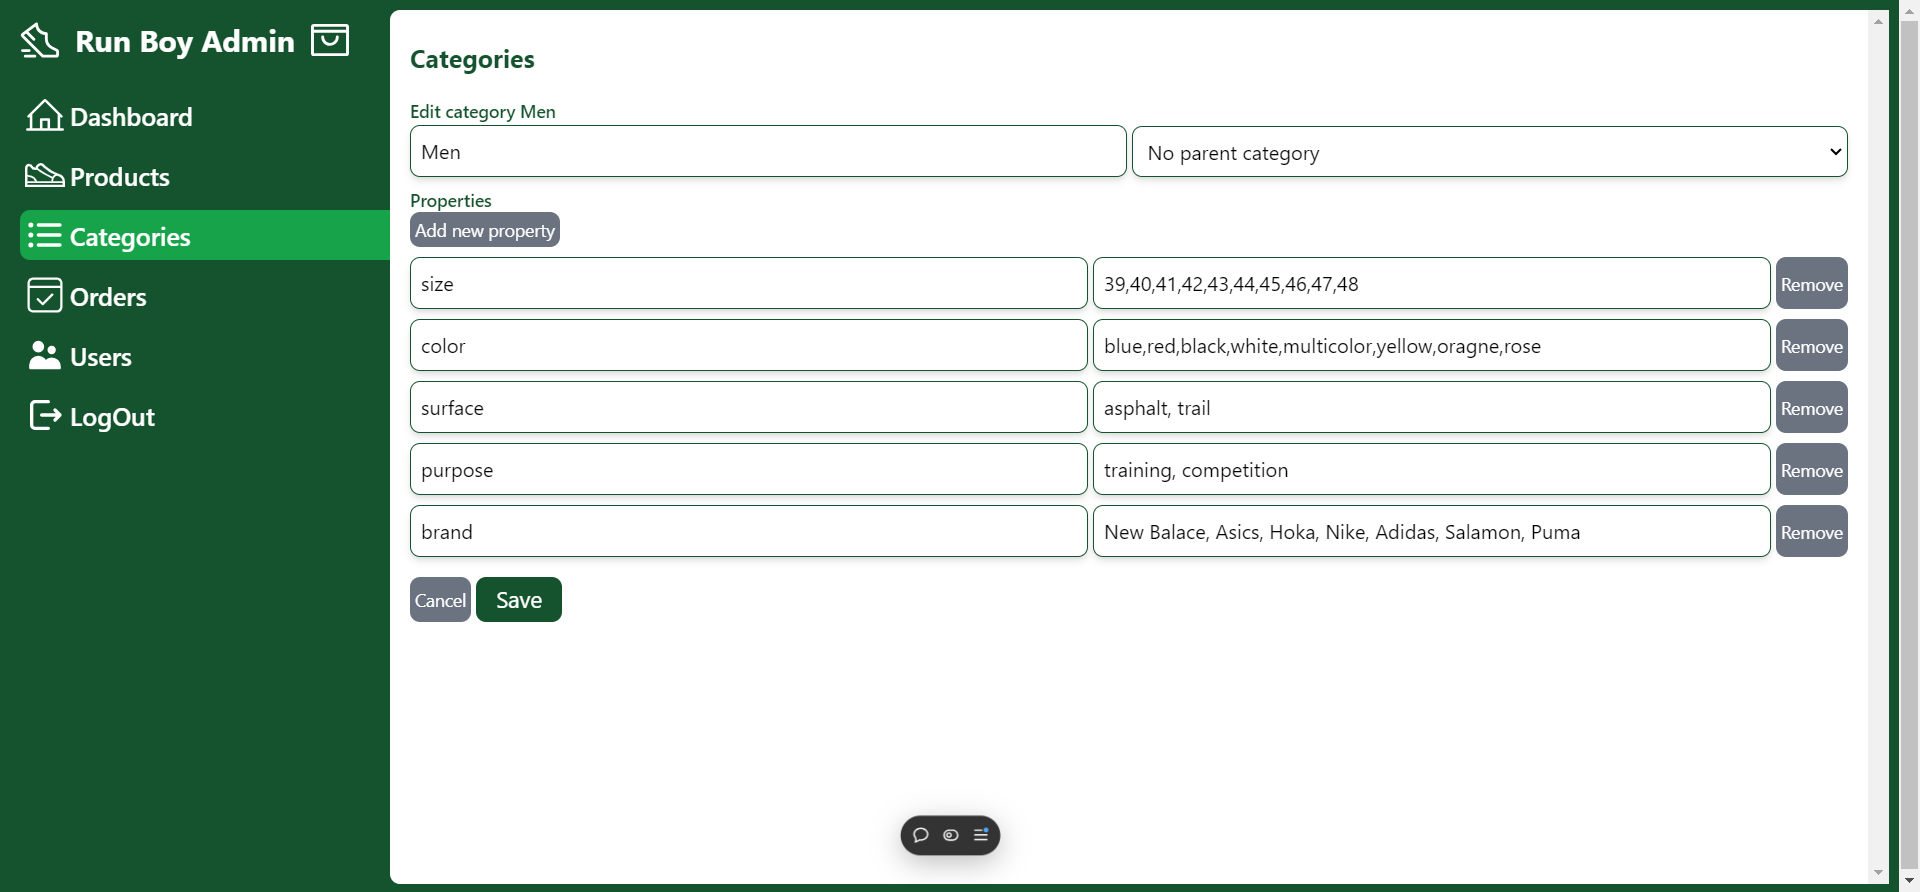 Run Boy Admin
Dashboard
Products
Categories
Orders
Users
LogOut
Categories
Edit category Men
Men
No parent category
Properties
Add new property
size
39,40,41,42,43,44,45,46,47,48
Remove
color
blue,red,black,white,multicolor,yellow,oragne,rose
Remove
surface
asphalt, trail
Remove
purpose
training, competition
Remove
brand
New Balace, Asics, Hoka, Nike, Adidas, Salamon, Puma
Remove
Cancel
Save